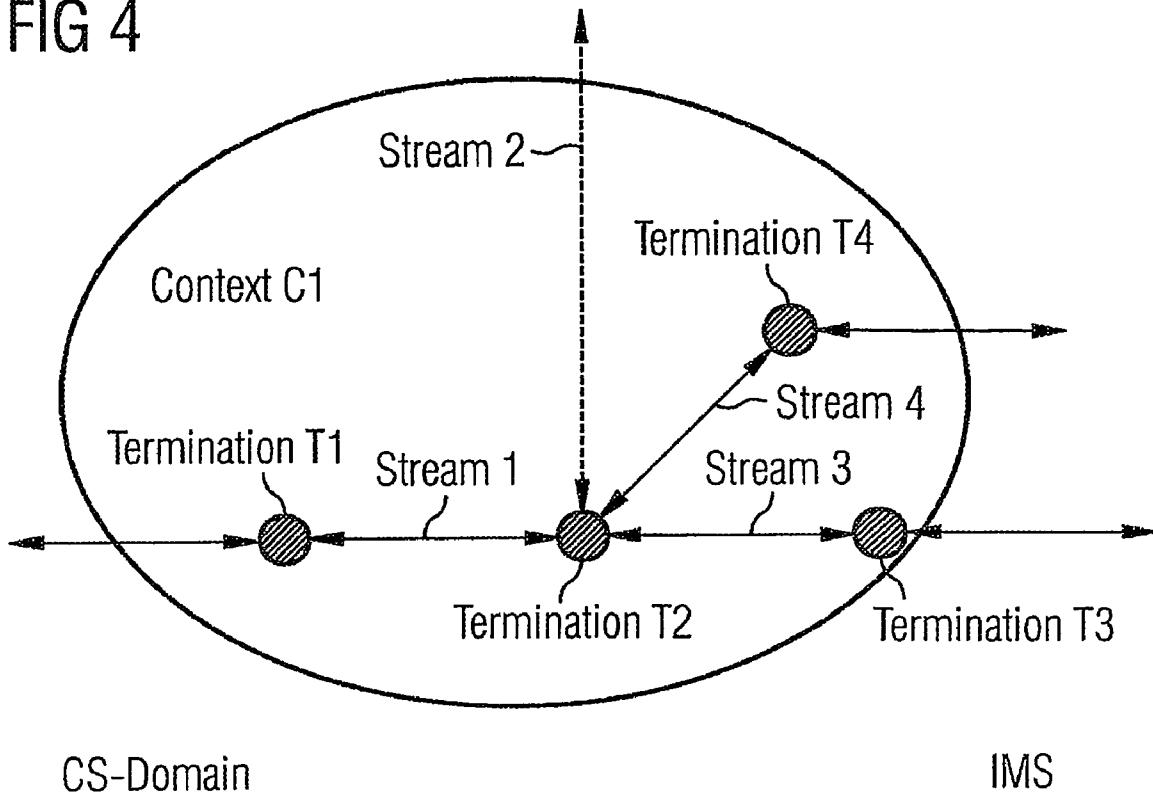 FIG 4
Stream 2
Termination T4
Context C1
Stream 4
Termination T1
Stream 1
Stream 3
Termination T2
Termination T3
CS-Domain
IMS